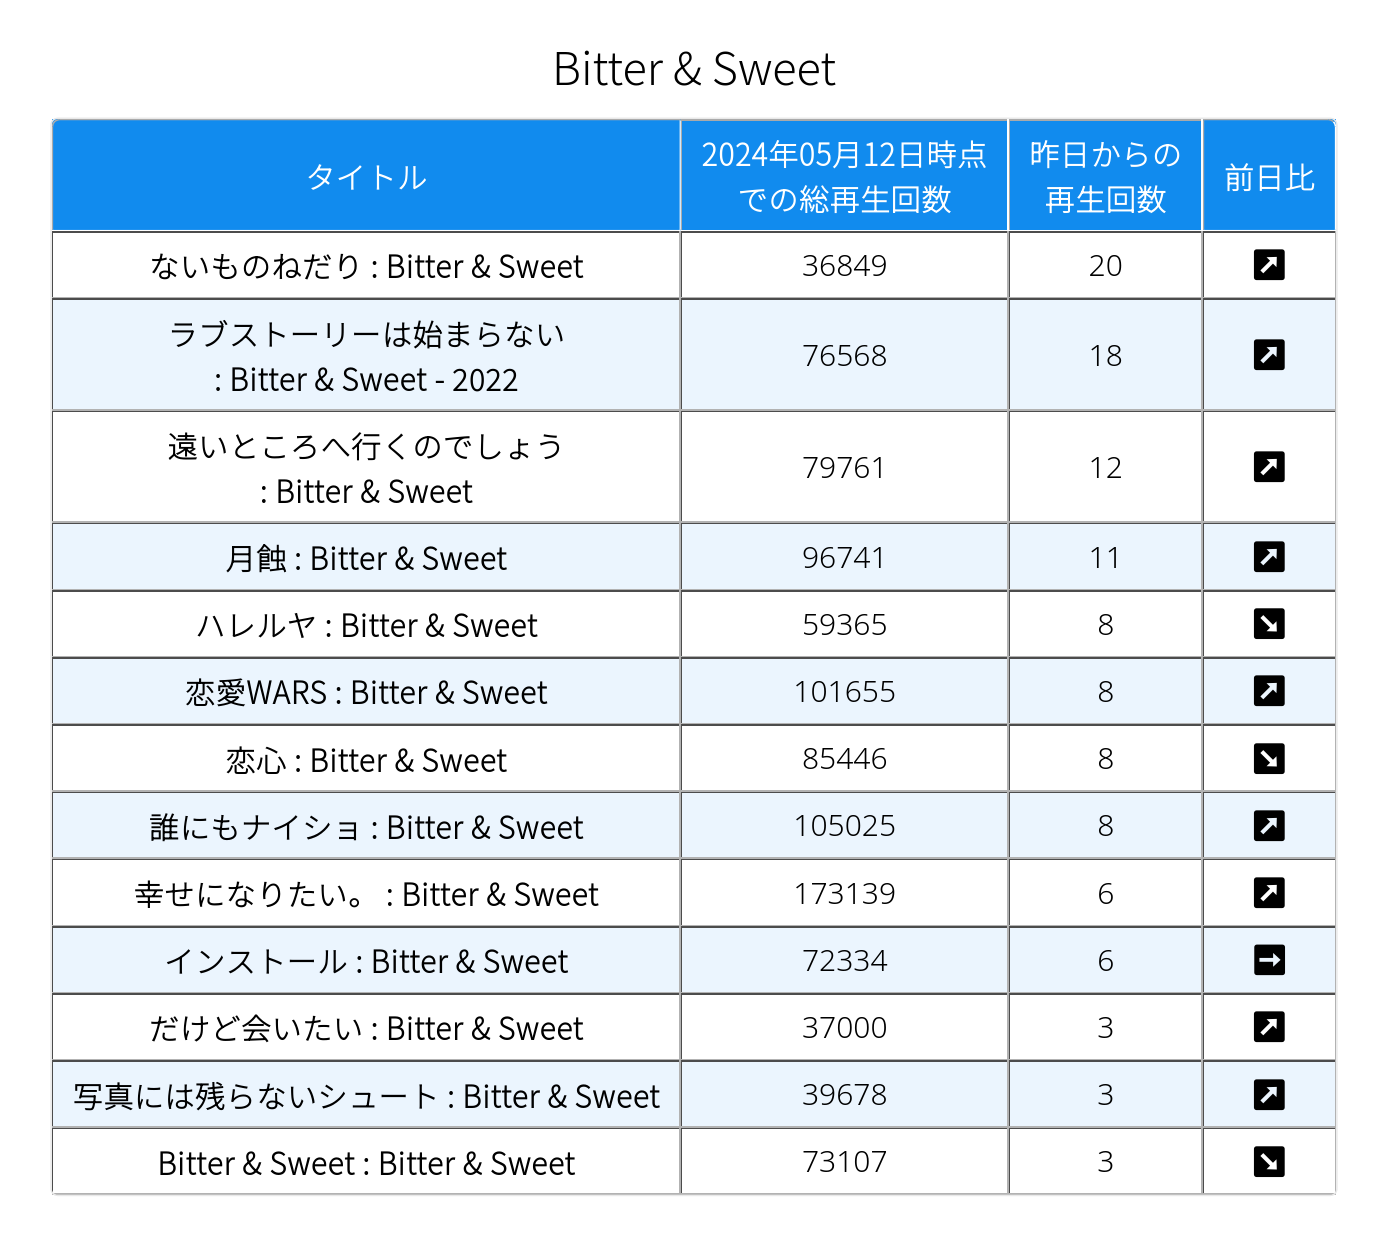 Bitter & Sweet
タイトル
2024年05月12日時点
での総再生回数
昨日からの
再生回数
前日比
ないものねだり : Bitter & Sweet 36849 20 ↗
ラブストーリーは始まらない
: Bitter & Sweet - 2022 76568 18 ↗
遠いところへ行くのでしょう
: Bitter & Sweet 79761 12 ↗
月蝕 : Bitter & Sweet 96741 11 ↗
ハレルヤ : Bitter & Sweet 59365 8 ↘
恋愛WARS : Bitter & Sweet 101655 8 ↗
恋心 : Bitter & Sweet 85446 8 ↘
誰にもナイショ : Bitter & Sweet 105025 8 ↗
幸せになりたい。 : Bitter & Sweet 173139 6 ↗
インストール : Bitter & Sweet 72334 6 →
だけど会いたい : Bitter & Sweet 37000 3 ↗
写真には残らないシュート : Bitter & Sweet 39678 3 ↗
Bitter & Sweet : Bitter & Sweet 73107 3 ↘